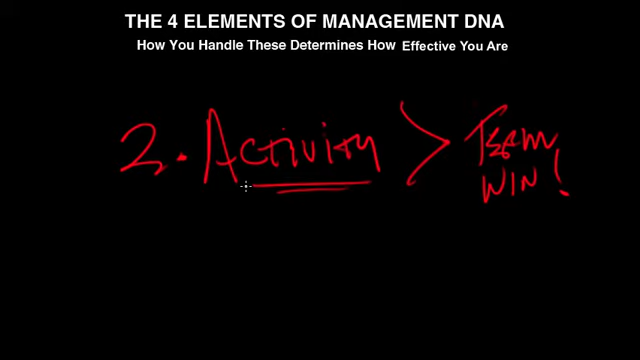 THE 4 ELEMENTS OF MANAGEMENT DNA
How You Handle These Determines How Effective You Are
2. Activity > Team
WIN!